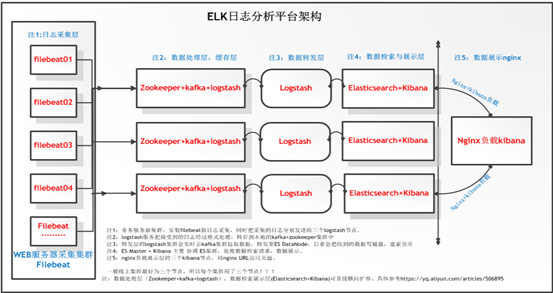 ELK日志分析平台架构
注1:日志采集层
注2：数据处理层、缓存层
注3：数据转发层
注4：数据检索与展示层
注5：数据展示nginx
filebeat01
filebeat02
filebeat03
filebeat04
Filebeat
.........
WEB服务器采集集群
Filebeat
Zookeeper+kafka+logstash
Logstash
Elasticsearch+Kibana
Zookeeper+kafka+logstash
Logstash
Elasticsearch+Kibana
Zookeeper+kafka+logstash
Logstash
Elasticsearch+Kibana
Nginx+kibana负载
Nginx负载kibana
Nginx+kibana负载
注1：业务服务器集群，安装filebeat做日志采集，同时把采集的日志分别发送给三个logstash节点。
注2：logstash服务把接受到的日志经过格式处理，转存到本地的kafka+zookeeper集群中
注3：转发层的logstash集群会实时去kafka集群拉取数据，转发至ES DataNode，后者会把收到的数据写磁盘，建索引库
注4：ES Master + Kibana 主要 协调 ES集群，处理数据检索请求，数据展示。
注5：nginx负载展示层的三个kibana节点，用nginx URL访问页面。
一般线上集群最好为三个节点，所以每个集群用了三个节点！！！
注：数据处理层（Zookeeper+kafka+logstash）、数据检索展示层(Elasticsearch+Kibana)可直接横向扩容。具体参考https://yq.aliyun.com/articles/506895